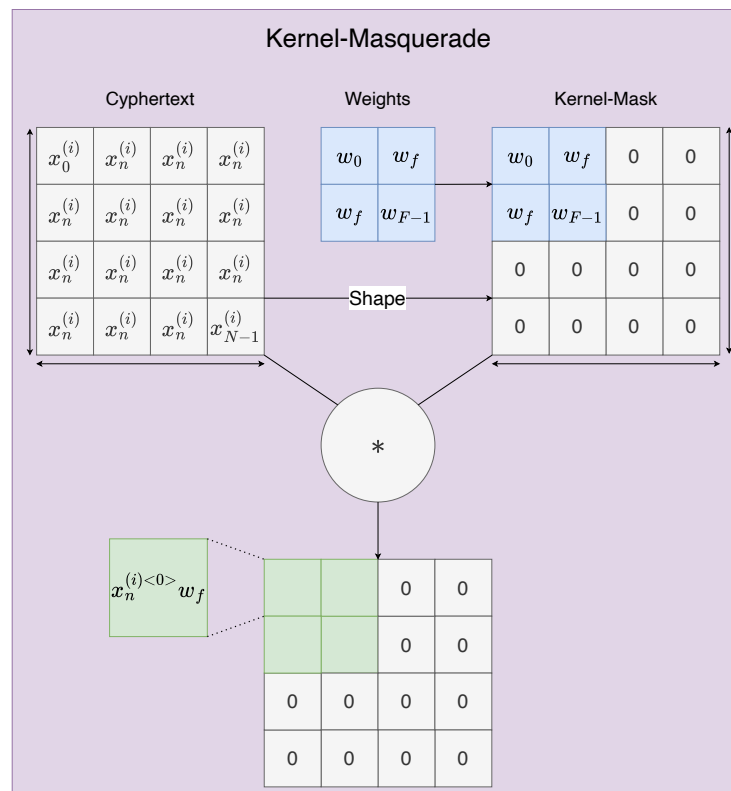 Kernel-Masquerade
Cyphertext Weights Kernel-Mask
x_0^{(i)} x_n^{(i)} x_n^{(i)} x_n^{(i)} w_0 w_f w_0 w_f 0 0
x_n^{(i)} x_n^{(i)} x_n^{(i)} x_n^{(i)} w_f w_{F-1} w_f w_{F-1} 0 0
x_n^{(i)} x_n^{(i)} x_n^{(i)} x_n^{(i)} 0 0 0 0
Shape
x_n^{(i)} x_n^{(i)} x_n^{(i)} x_{N-1}^{(i)} 0 0 0 0
*
x_n^{(i)<0>} w_f 0 0
0 0
0 0 0 0
0 0 0 0